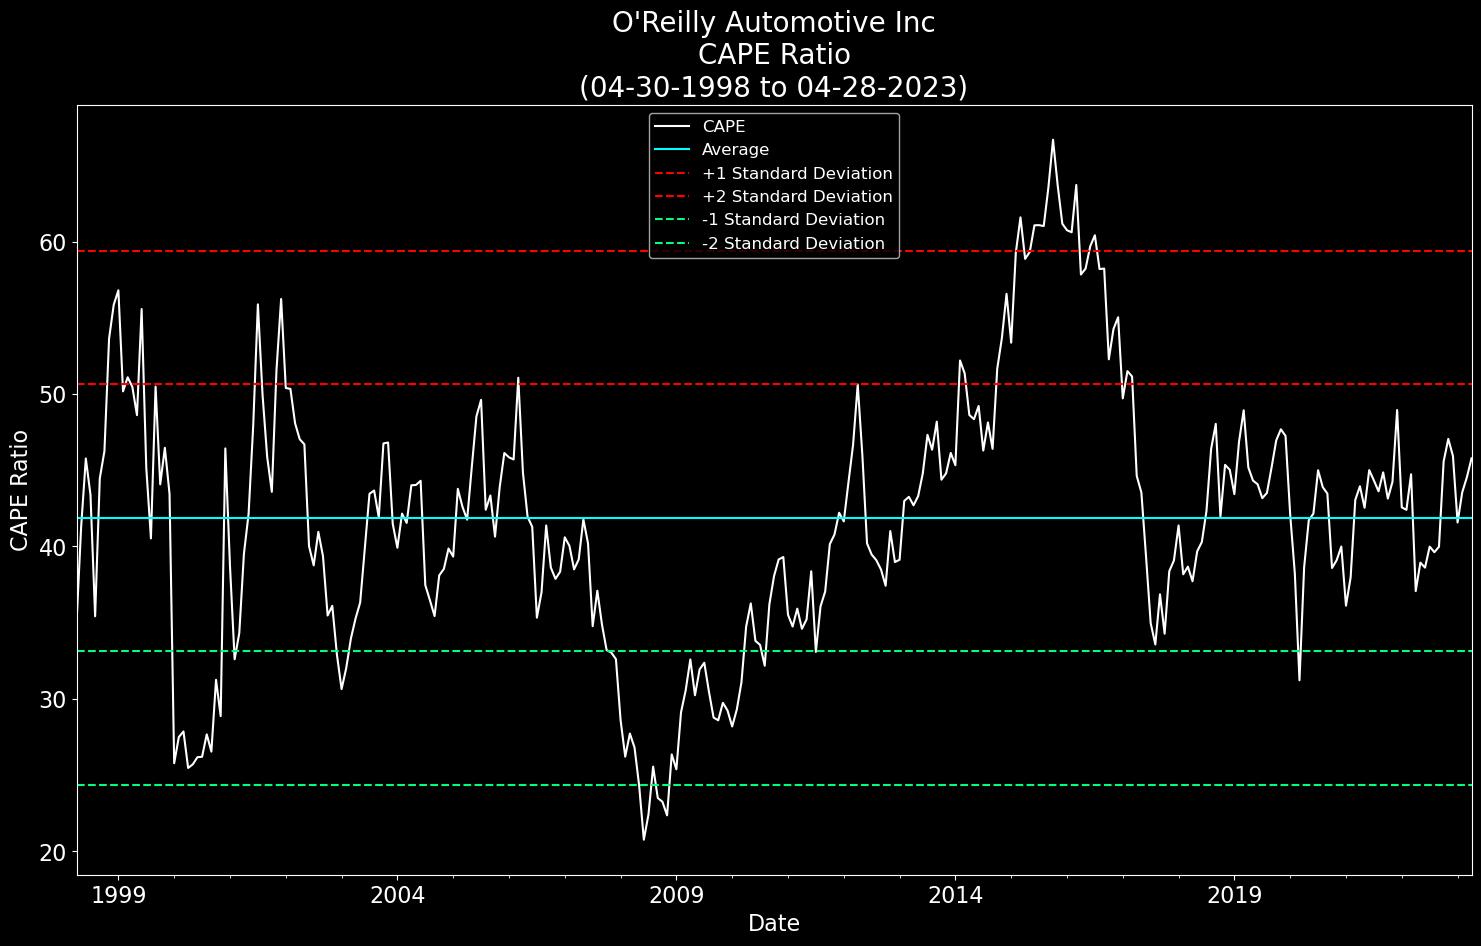 O'Reilly Automotive Inc
CAPE Ratio
(04-30-1998 to 04-28-2023)
CAPE
Average
+1 Standard Deviation
+2 Standard Deviation
-1 Standard Deviation
-2 Standard Deviation
60
50
40
30
20
CAPE Ratio
1999 2004 2009 2014 2019
Date